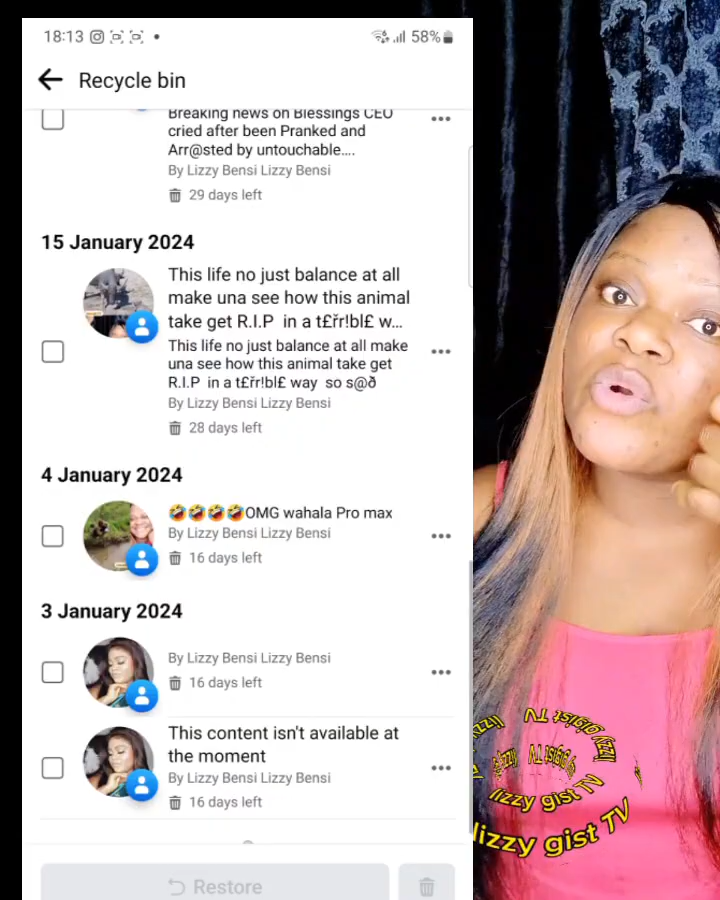 18:13
58%
Recycle bin
Breaking news on Blessings CEO
cried after been Pranked and
Arr@sted by untouchable....
By Lizzy Bensi Lizzy Bensi
29 days left
15 January 2024
This life no just balance at all
make una see how this animal
take get R.I.P in a t£řr!bl£ w...
This life no just balance at all make
una see how this animal take get
R.I.P in a t£řr!bl£ way so s@ð
By Lizzy Bensi Lizzy Bensi
28 days left
4 January 2024
🤣🤣🤣🤣OMG wahala Pro max
By Lizzy Bensi Lizzy Bensi
16 days left
3 January 2024
By Lizzy Bensi Lizzy Bensi
16 days left
This content isn't available at
the moment
By Lizzy Bensi Lizzy Bensi
16 days left
Restore
lizzy gist TV
lizzy gist TV